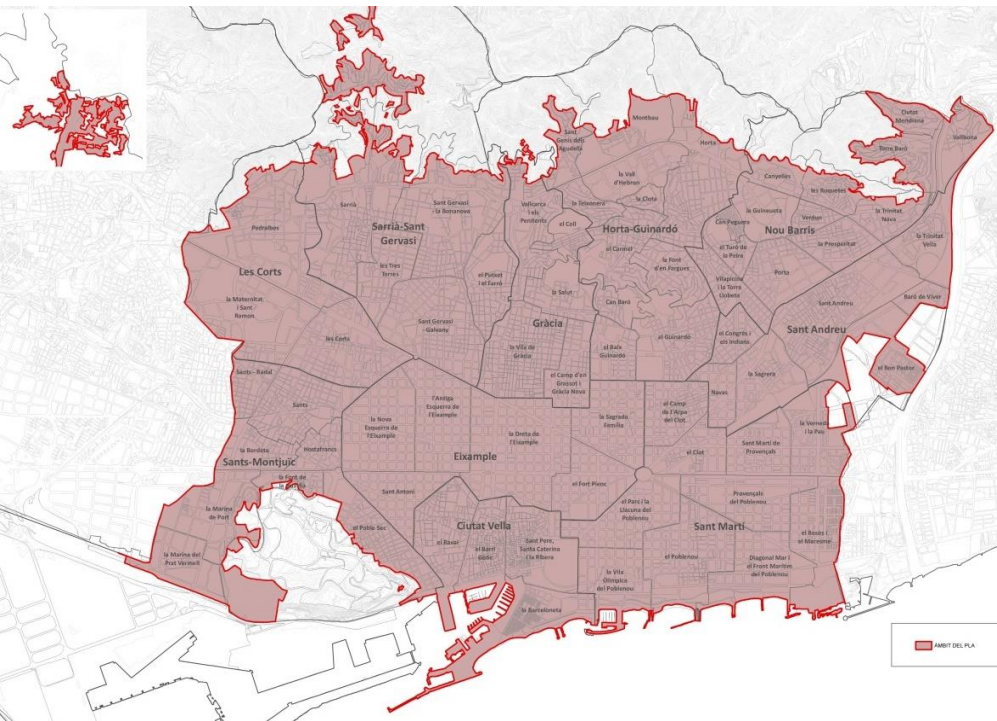 Ciutat
Meridiana
Vallbona
Torre Baró
Montbau
Sant
Genís dels
Agudells
Horta
Canyelles
les Roquetes
la Vall
d'Hebron
la Teixonera
la Clota
la Guineueta
Verdun
la Trinitat
Nova
Can Peguera
Sarrià
Sant Gervasi
- la Bonanova
Vallcarca
i els
Penitents
el Coll
Sarrià-Sant
Gervasi
Horta-Guinardó
Nou Barris
la Trinitat
Vella
Pedralbes
el Carmel
el Turó de
la Peira
la Prosperitat
Les Corts
les Tres
Torres
el Putxet
i el Farró
la Font
d'en Fargues
Vilapicina
i la Torre
Llobeta
Porta
la Salut
Can Baró
Sant Andreu
Baró de Viver
la Maternitat
i Sant
Ramon
Sant Gervasi
- Galvany
Gràcia
Sant Andreu
les Corts
la Vila de
Gràcia
el Baix
Guinardó
el Guinardó
el Congrés i
els Indians
Sants - Badal
el Camp d'en
Grassot i
Gràcia Nova
la Sagrera
el Bon Pastor
Navas
Sants
l'Antiga
Esquerra de
l'Eixample
la Nova
Esquerra de
l'Eixample
la Sagrada
Família
el Camp
de l'Arpa
del Clot
la Verneda
i la Pau
la Dreta de
l'Eixample
Sant Martí de
Provençals
la Bordeta
Hostafrancs
Eixample
el Clot
Sants-Montjuïc
la Font de
Sant Antoni
el Fort Pienc
Provençals
del Poblenou
la Marina
de Port
el Parc i la
Llacuna del
Poblenou
el Poble Sec
Ciutat Vella
Sant Martí
el Raval
el Barri
Gòtic
Sant Pere,
Santa Caterina
i la Ribera
el Besòs i
el Maresme
la Marina del
Prat Vermell
el Poblenou
Diagonal Mar i
el Front Marítim
del Poblenou
la Vila
Olímpica
del Poblenou
la Barceloneta
ÀMBIT DEL PLA